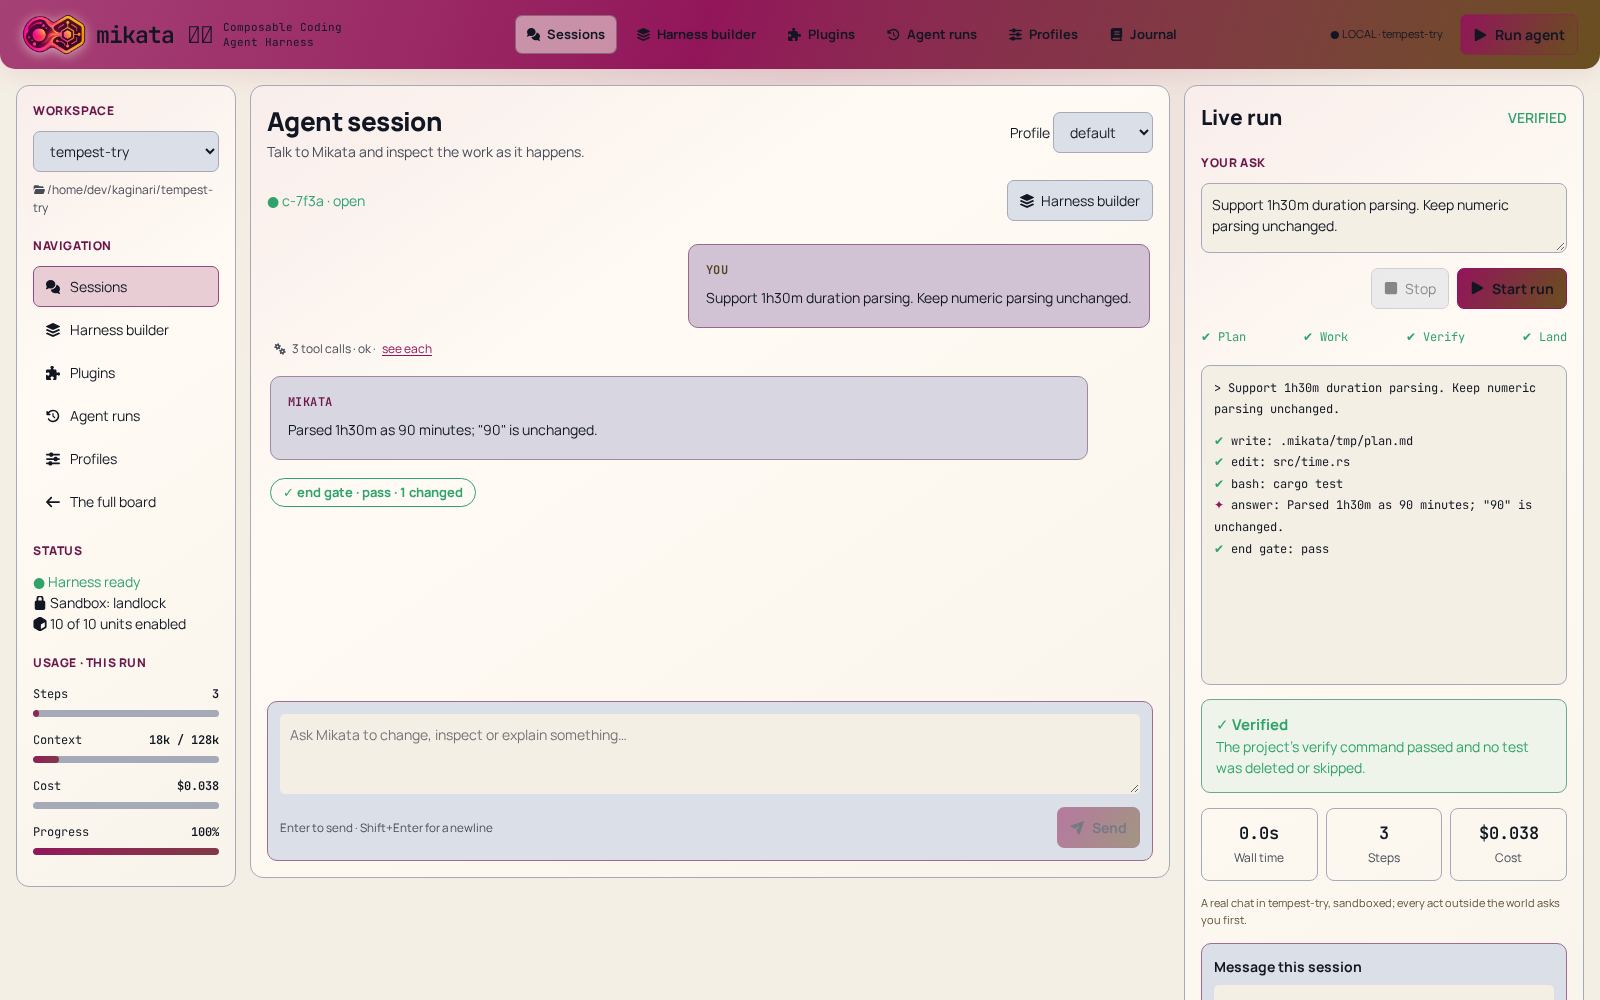 mikata
Composable Coding
Agent Harness
Sessions
Harness builder
Plugins
Agent runs
Profiles
Journal
LOCAL · tempest-try
Run agent
WORKSPACE
tempest-try
/home/dev/kaginari/tempest-
try
NAVIGATION
Sessions
Harness builder
Plugins
Agent runs
Profiles
The full board
STATUS
Harness ready
Sandbox: landlock
10 of 10 units enabled
USAGE · THIS RUN
Steps 3
Context 18k / 128k
Cost $0.038
Progress 100%
Agent session
Talk to Mikata and inspect the work as it happens.
Profile default
c-7f3a · open
Harness builder
YOU
Support 1h30m duration parsing. Keep numeric parsing unchanged.
3 tool calls · ok · see each
MIKATA
Parsed 1h30m as 90 minutes; "90" is unchanged.
✓ end gate · pass · 1 changed
Ask Mikata to change, inspect or explain something…
Enter to send · Shift+Enter for a newline
Send
Live run
VERIFIED
YOUR ASK
Support 1h30m duration parsing. Keep numeric
parsing unchanged.
Stop
Start run
✔ Plan
✔ Work
✔ Verify
✔ Land
> Support 1h30m duration parsing. Keep numeric
parsing unchanged.
✔ write: .mikata/tmp/plan.md
✔ edit: src/time.rs
✔ bash: cargo test
✦ answer: Parsed 1h30m as 90 minutes; "90" is
unchanged.
✔ end gate: pass
✓ Verified
The project's verify command passed and no test
was deleted or skipped.
0.0s
Wall time
3
Steps
$0.038
Cost
A real chat in tempest-try, sandboxed; every act outside the world asks
you first.
Message this session